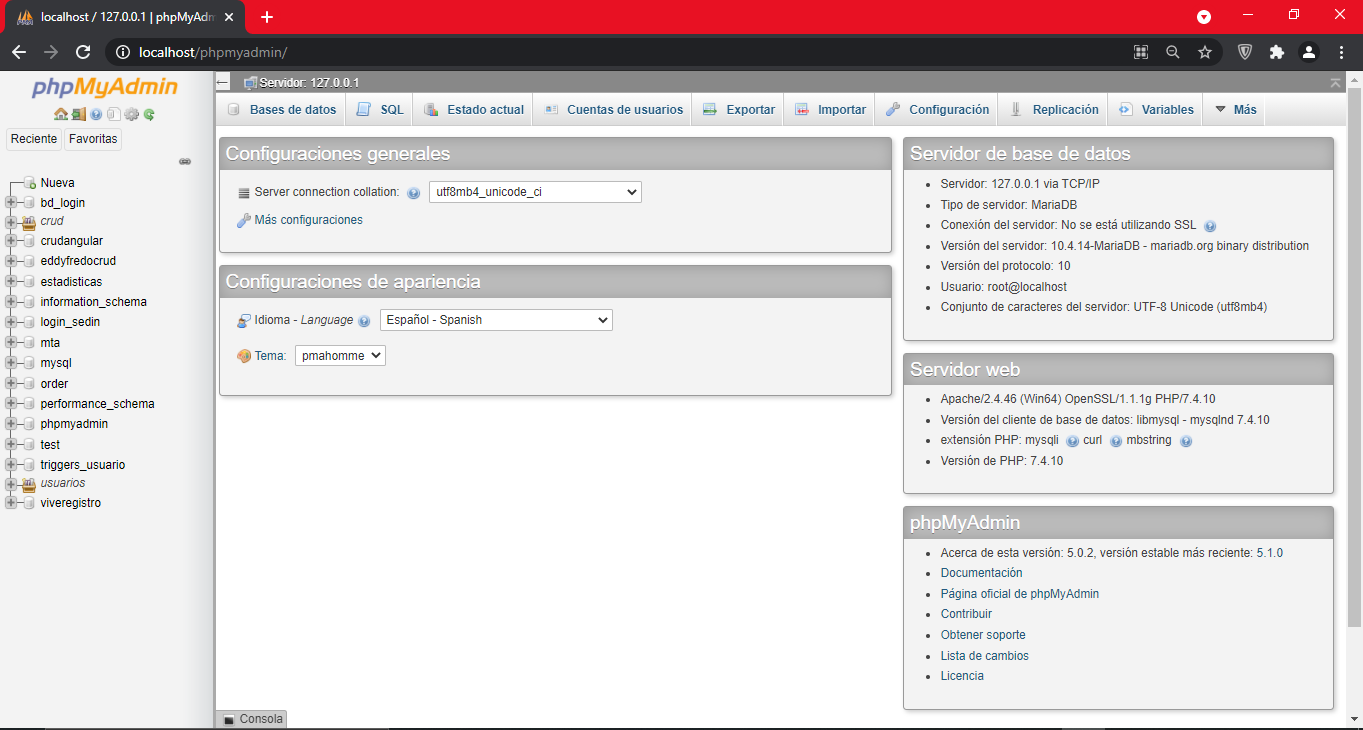 localhost / 127.0.0.1 | phpMyAdm
localhost/phpmyadmin/
phpMyAdmin
Reciente Favoritas
Nueva
bd_login
crud
crudangular
eddyfredocrud
estadisticas
information_schema
login_sedin
mta
mysql
order
performance_schema
phpmyadmin
test
triggers_usuario
usuarios
viveregistro
Servidor: 127.0.0.1
Bases de datos SQL Estado actual Cuentas de usuarios Exportar Importar Configuración Replicación Variables Más
Configuraciones generales
Server connection collation: utf8mb4_unicode_ci
Más configuraciones
Configuraciones de apariencia
Idioma - Language Español - Spanish
Tema: pmahomme
Servidor de base de datos
Servidor: 127.0.0.1 via TCP/IP
Tipo de servidor: MariaDB
Conexión del servidor: No se está utilizando SSL
Versión del servidor: 10.4.14-MariaDB - mariadb.org binary distribution
Versión del protocolo: 10
Usuario: root@localhost
Conjunto de caracteres del servidor: UTF-8 Unicode (utf8mb4)
Servidor web
Apache/2.4.46 (Win64) OpenSSL/1.1.1g PHP/7.4.10
Versión del cliente de base de datos: libmysql - mysqlnd 7.4.10
extensión PHP: mysqli curl mbstring
Versión de PHP: 7.4.10
phpMyAdmin
Acerca de esta versión: 5.0.2, versión estable más reciente: 5.1.0
Documentación
Página oficial de phpMyAdmin
Contribuir
Obtener soporte
Lista de cambios
Licencia
Consola